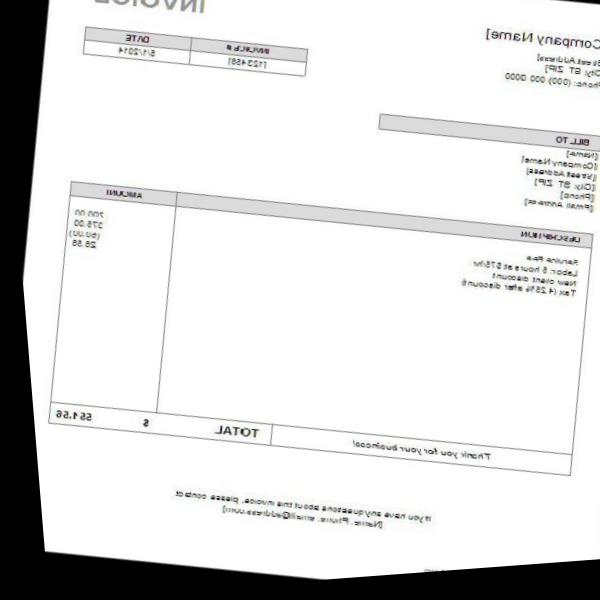 INVOICE
[Company Name]
[Street Address]
[City, ST ZIP]
Phone: (000) 000-0000
INVOICE # DATE
[123456] 5/1/2014
BILL TO
[Name]
[Company Name]
[Street Address]
[City, ST ZIP]
[Phone]
[Email Address]
DESCRIPTION AMOUNT
Service Fee 200.00
Labor: 5 hours at $75/hr 375.00
New client discount (50.00)
Tax (4.25% after discount) 26.56
Thank you for your business! TOTAL $ 551.56
If you have any questions about this invoice, please contact
[Name, Phone, email@address.com]